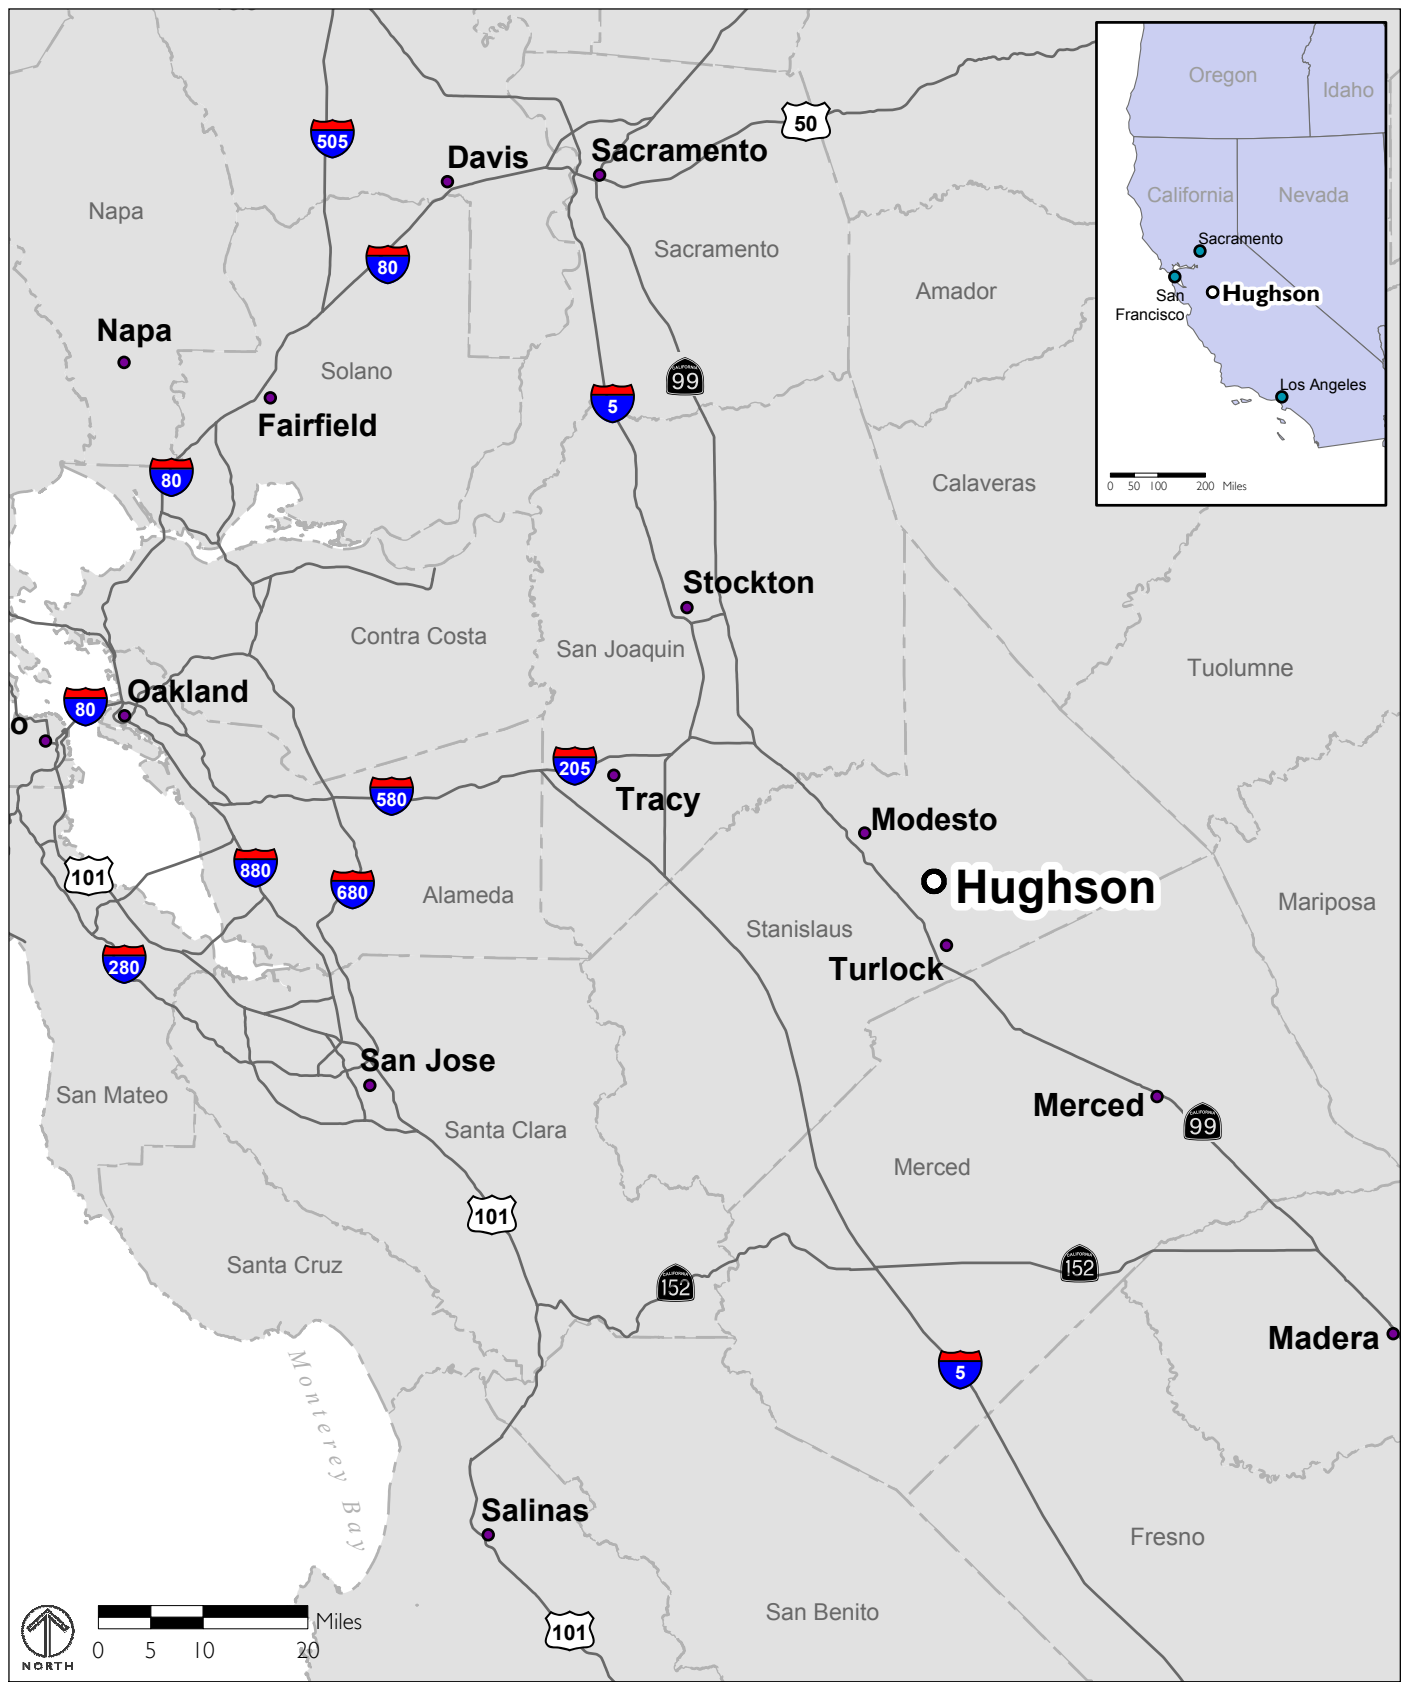 505
50
Davis
Sacramento
Napa
80
Sacramento
Amador
Napa
Solano
CALIFORNIA
99
5
Fairfield
80
Calaveras
Stockton
Contra Costa
San Joaquin
Tuolumne
Oakland
80
o
205
580
Tracy
Modesto
101
880
680
Hughson
Alameda
Mariposa
Stanislaus
280
Turlock
San Jose
San Mateo
Merced
CALIFORNIA
99
Santa Clara
Merced
101
Santa Cruz
CALIFORNIA
152
CALIFORNIA
152
Madera
5
Monterey Bay
Salinas
Fresno
San Benito
101
NORTH
0 5 10 20 Miles
Oregon
Idaho
California
Nevada
Sacramento
San
Francisco
Hughson
Los Angeles
0 50 100 200 Miles